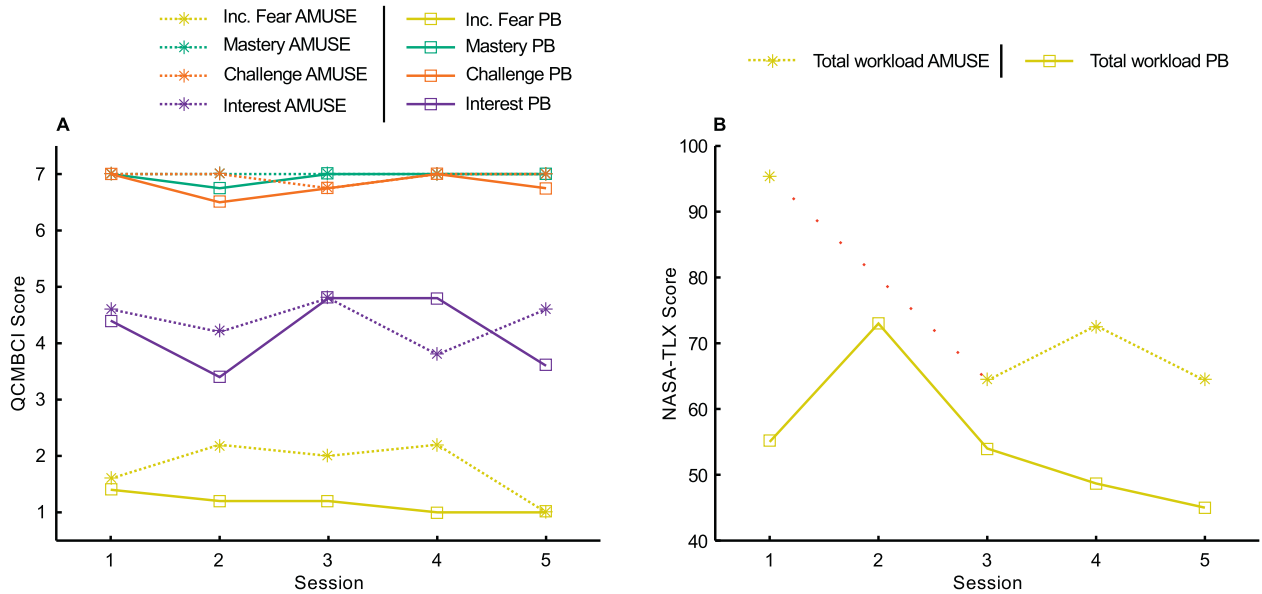 Inc. Fear AMUSE
Mastery AMUSE
Challenge AMUSE
Interest AMUSE
Inc. Fear PB
Mastery PB
Challenge PB
Interest PB
A
7
6
5
4
3
2
1
QCMBCI Score
1 2 3 4 5
Session
Total workload AMUSE
Total workload PB
B
100
90
80
70
60
50
40
NASA-TLX Score
1 2 3 4 5
Session